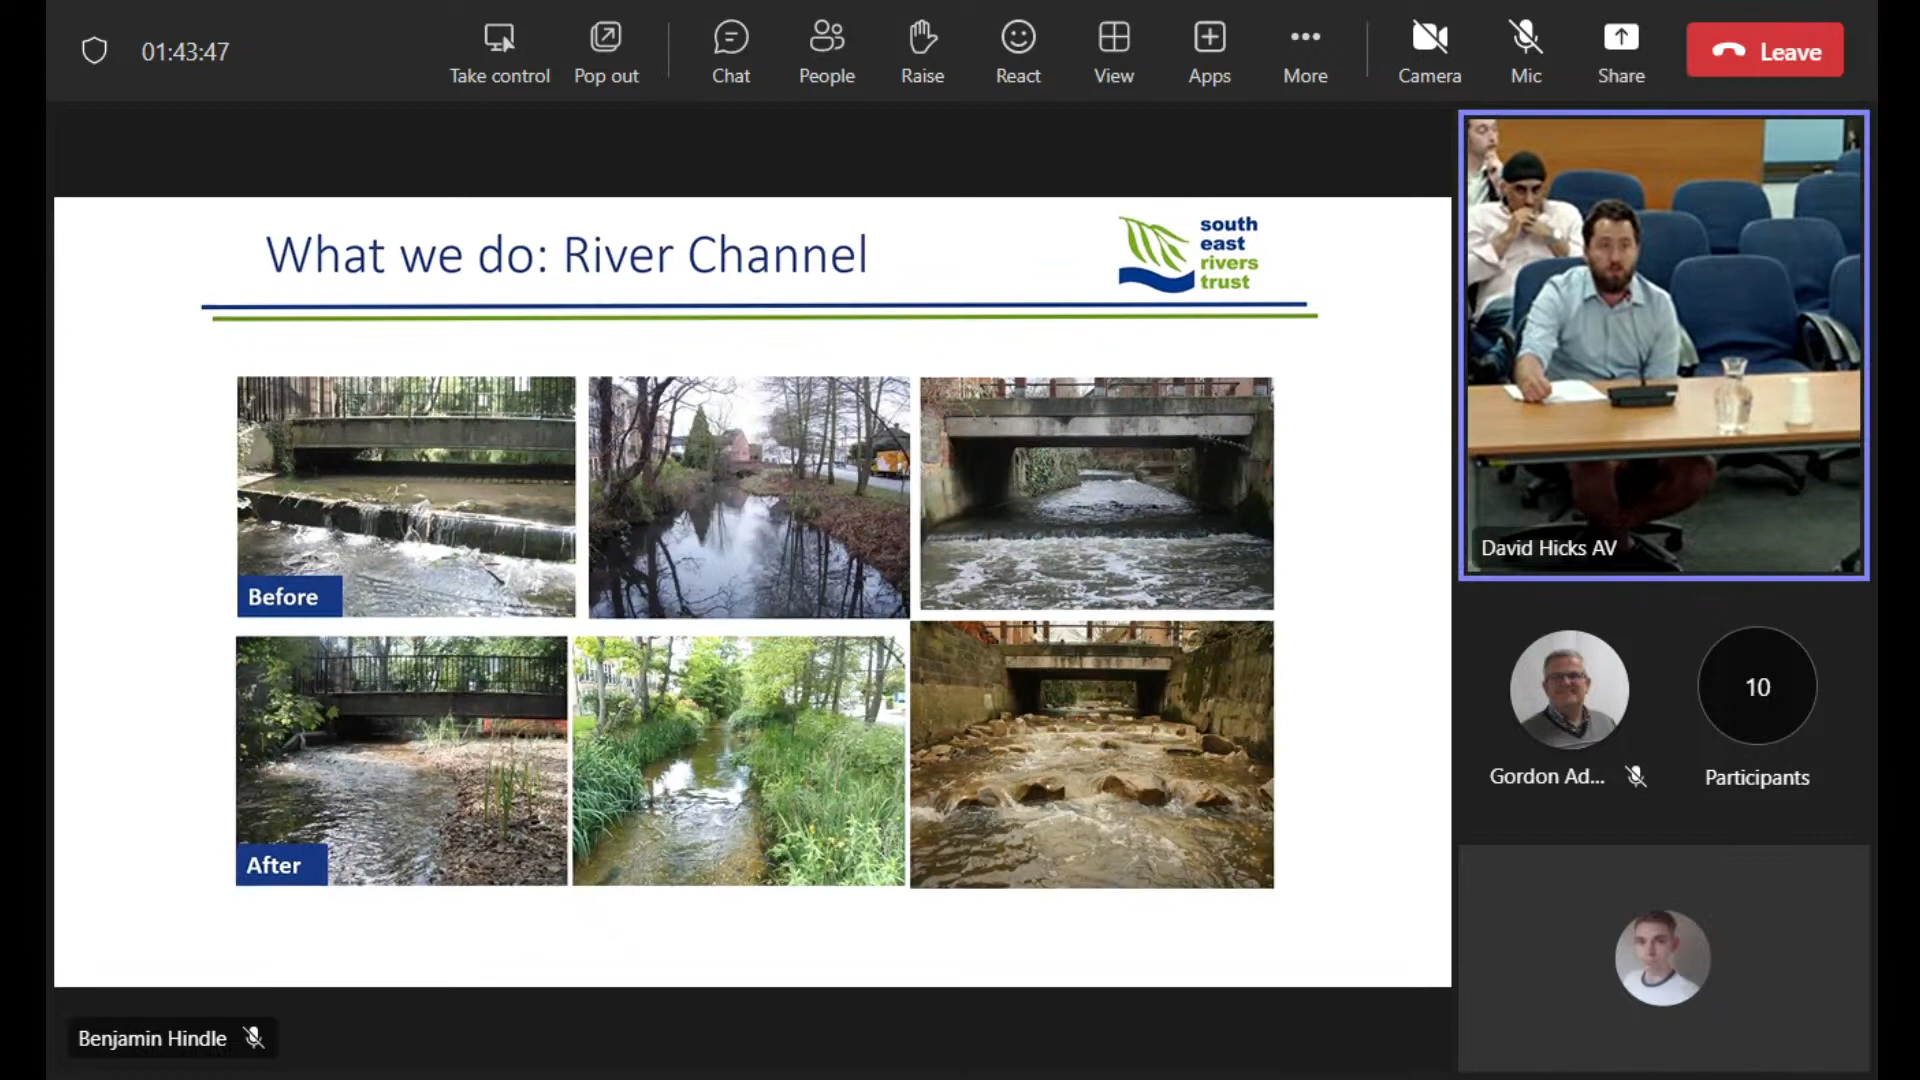 01:43:47
Take control
Pop out
Chat
People
Raise
React
View
Apps
More
Camera
Mic
Share
Leave
What we do: River Channel
south
east
rivers
trust
Before
After
David Hicks AV
Gordon Ad...
10
Participants
Benjamin Hindle